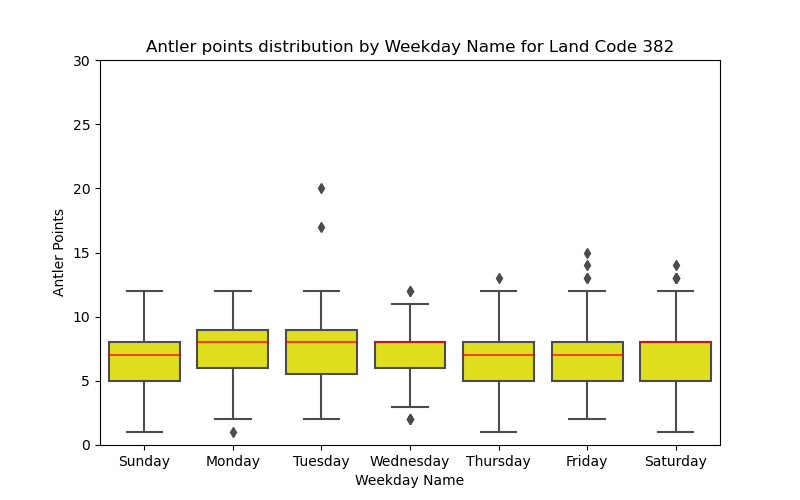 Antler points distribution by Weekday Name for Land Code 382
30
25
20
15
10
5
0
Antler Points
Sunday Monday Tuesday Wednesday Thursday Friday Saturday
Weekday Name